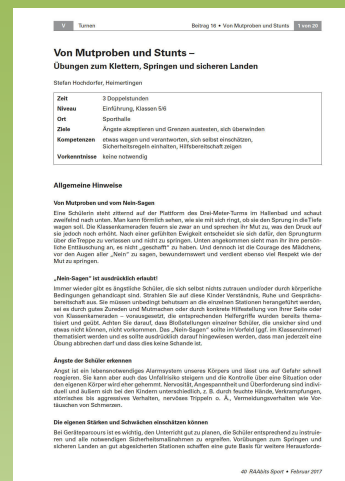 V Turnen Beitrag 16 • Von Mutproben und Stunts 1 von 20
Von Mutproben und Stunts –
Übungen zum Klettern, Springen und sicheren Landen
Stefan Hochdorfer, Heimertingen
Zeit 3 Doppelstunden
Niveau Einführung, Klassen 5/6
Ort Sporthalle
Ziele Ängste akzeptieren und Grenzen austesten, sich überwinden
Kompetenzen etwas wagen und verantworten, sich selbst einschätzen,
Sicherheitsregeln einhalten, Hilfsbereitschaft zeigen
Vorkenntnisse keine notwendig
Allgemeine Hinweise
Von Mutproben und vom Nein-Sagen
Eine Schülerin steht zitternd auf der Plattform des Drei-Meter-Turms im Hallenbad und schaut
zweifelnd nach unten. Man kann förmlich sehen, wie sie mit sich ringt, ob sie den Sprung in die Tiefe
wagen soll. Die Klassenkameraden feuern sie zwar an und sprechen ihr Mut zu, was den Druck auf
sie jedoch noch erhöht. Nach einer gefühlten Ewigkeit entscheidet sie sich dafür, den Sprungturm
über die Treppe zu verlassen und nicht zu springen. Unten angekommen sieht man ihr ihre persön-
liche Enttäuschung an, es nicht „geschafft“ zu haben. Und dennoch ist die Courage des Mädchens,
vor den Augen aller „Nein“ zu sagen, bewundernswert und verdient ebenso viel Respekt wie der
Mut zu springen.
„Nein-Sagen“ ist ausdrücklich erlaubt!
Immer wieder gibt es ängstliche Schüler, die sich selbst nichts zutrauen und/oder durch körperliche
Bedingungen gehandicapt sind. Strahlen Sie auf diese Kinder Verständnis, Ruhe und Gesprächs-
bereitschaft aus. Sie müssen unbedingt behutsam an die einzelnen Stationen herangeführt werden,
sei es durch gutes Zureden und Mutmachen oder durch konkrete Hilfestellung von Ihrer Seite oder
von Klassenkameraden – vorausgesetzt, die entsprechenden Helfergriffe wurden bereits thema-
tisiert und geübt. Achten Sie darauf, dass Bloßstellungen einzelner Schüler, die unsicher sind und
etwas nicht können, nicht vorkommen. Das „Nein-Sagen“ sollte im Vorfeld (ggf. im Klassenzimmer)
thematisiert werden und es sollte ausdrücklich darauf hingewiesen werden, dass man jederzeit eine
Übung abbrechen darf und dass dies keine Schande ist.
Ängste der Schüler erkennen
Angst ist ein lebensnotwendiges Alarmsystem unseres Körpers und lässt uns auf Gefahr schnell
reagieren. Sie kann aber auch das Unfallrisiko steigern und die Kontrolle über eine Situation oder
den eigenen Körper wird eher gehemmt. Nervosität, Angespanntheit und Überforderung sind indivi-
duell und äußern sich bei den Kindern unterschiedlich, z. B. durch feuchte Hände, Verkrampfungen,
störrisches bis aggressives Verhalten, nervöses Trippeln o. Ä., Vermeidungsverhalten wie Vor-
täuschen von Schmerzen.
Die eigenen Stärken und Schwächen einschätzen können
Bei Geräteparcours ist es wichtig, den Unterricht gut zu planen, die Schüler entsprechend zu instruie-
ren und alle notwendigen Sicherheitsmaßnahmen zu ergreifen. Vorübungen zum Springen und
sicheren Landen an gut abgesicherten Stationen schaffen eine gute Basis für weitere Herausforde-
40 RAAbits Sport • Februar 2017